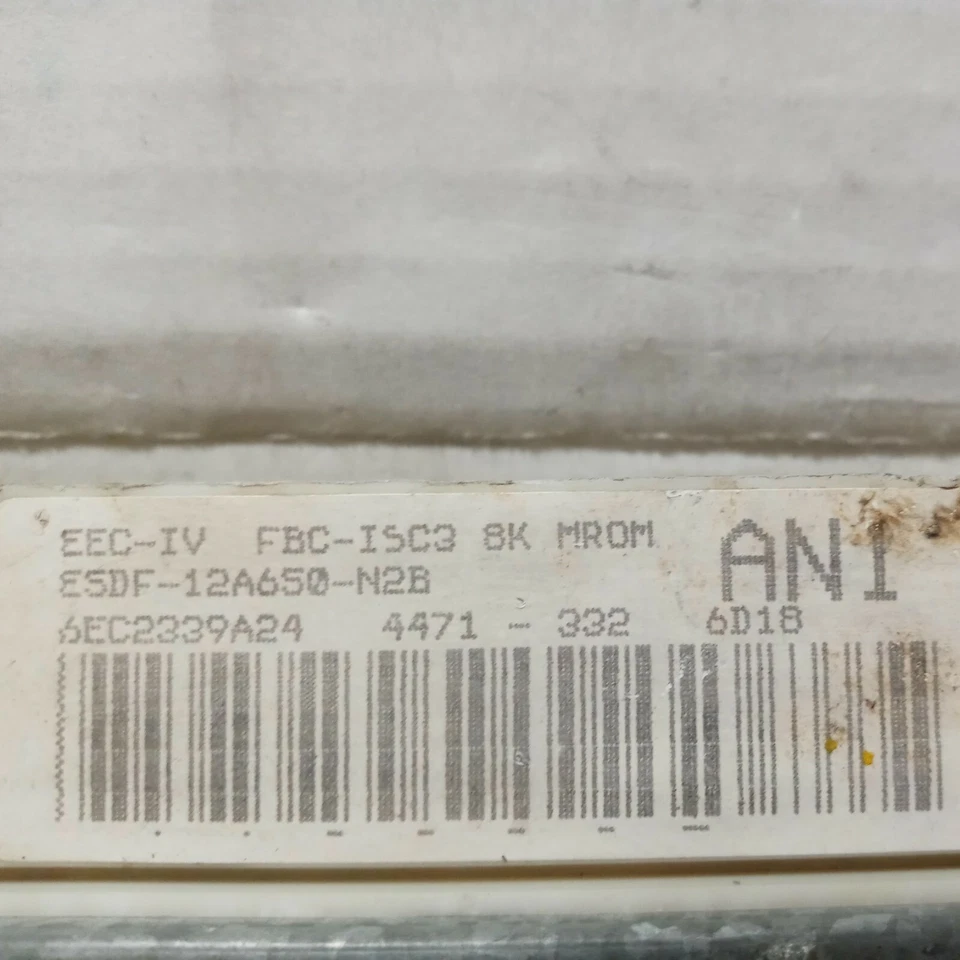 EEC-IV FBC-ISC3 8K MROM
E5DF-12A650-N2B
6EC2339A24 4471 - 332 6D18
AN1